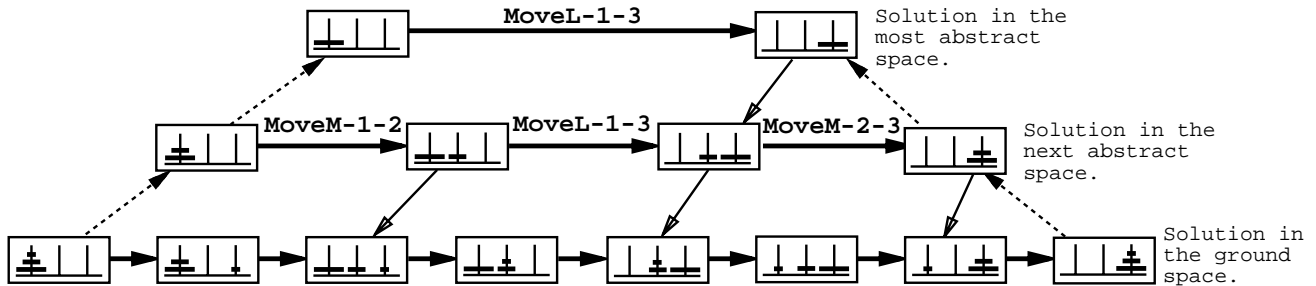 MoveL-1-3
Solution in the
most abstract
space.
MoveM-1-2
MoveL-1-3
MoveM-2-3
Solution in the
next abstract
space.
Solution in
the ground
space.